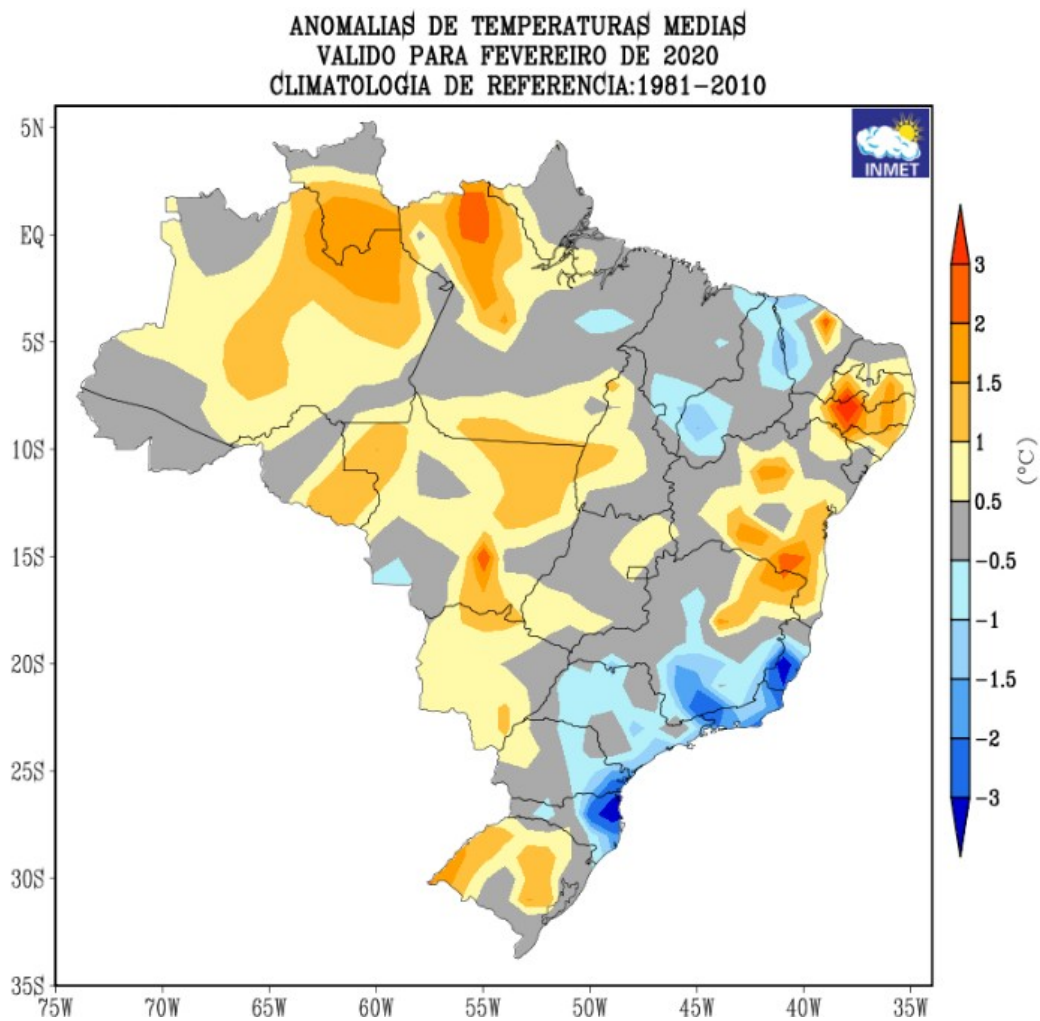 ANOMALIAS DE TEMPERATURAS MEDIAS
VALIDO PARA FEVEREIRO DE 2020
CLIMATOLOGIA DE REFERENCIA:1981-2010
INMET
5N
EQ
5S
10S
15S
20S
25S
30S
35S
75W 70W 65W 60W 55W 50W 45W 40W 35W
3
2
1.5
1
0.5
-0.5
-1
-1.5
-2
-3
(°C)